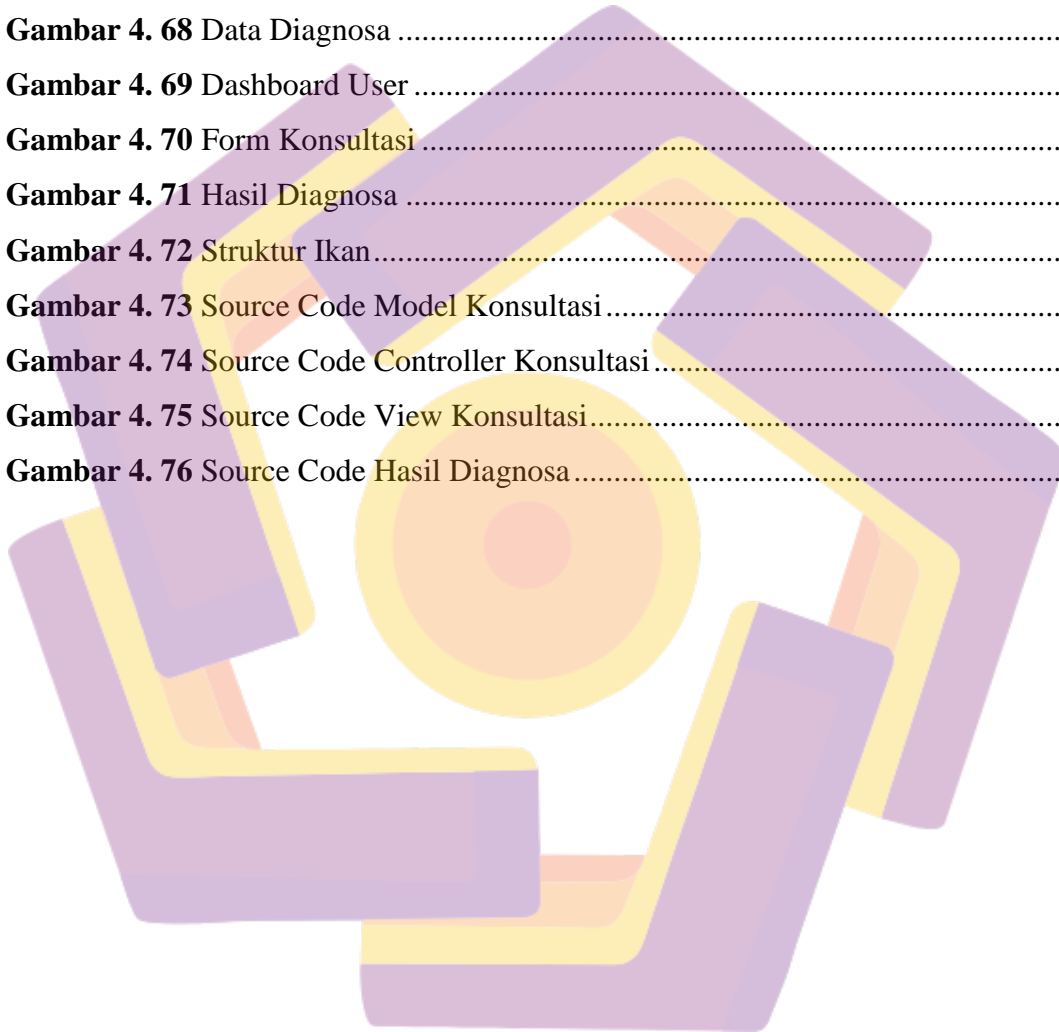 Gambar 4. 68 Data Diagnosa ........................................................................................
Gambar 4. 69 Dashboard User .....................................................................................
Gambar 4. 70 Form Konsultasi.....................................................................................
Gambar 4. 71 Hasil Diagnosa ......................................................................................
Gambar 4. 72 Struktur Ikan...........................................................................................
Gambar 4. 73 Source Code Model Konsultasi............................................................
Gambar 4. 74 Source Code Controller Konsultasi.....................................................
Gambar 4. 75 Source Code View Konsultasi..............................................................
Gambar 4. 76 Source Code Hasil Diagnosa................................................................